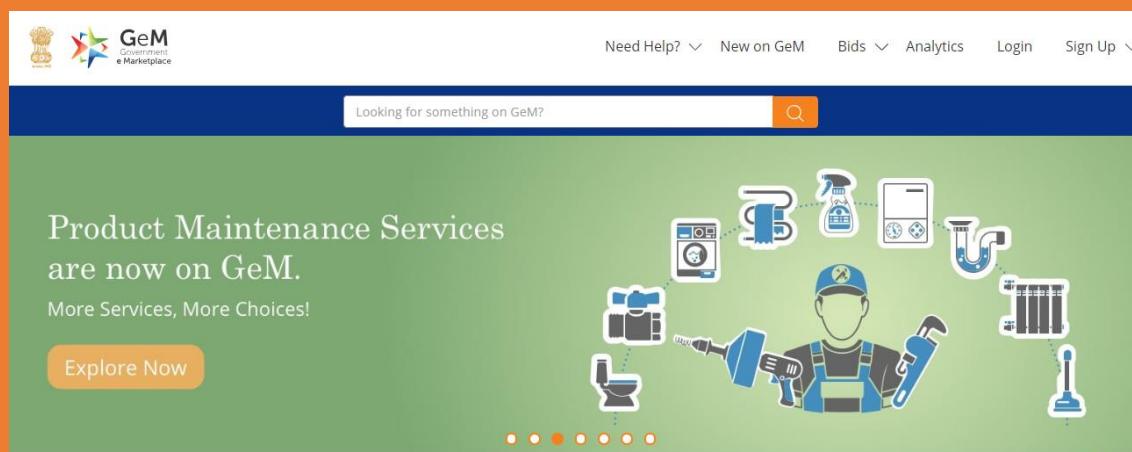 GeM
Government
e Marketplace
Need Help? New on GeM Bids Analytics Login Sign Up
Looking for something on GeM?
Product Maintenance Services
are now on GeM.
More Services, More Choices!
Explore Now